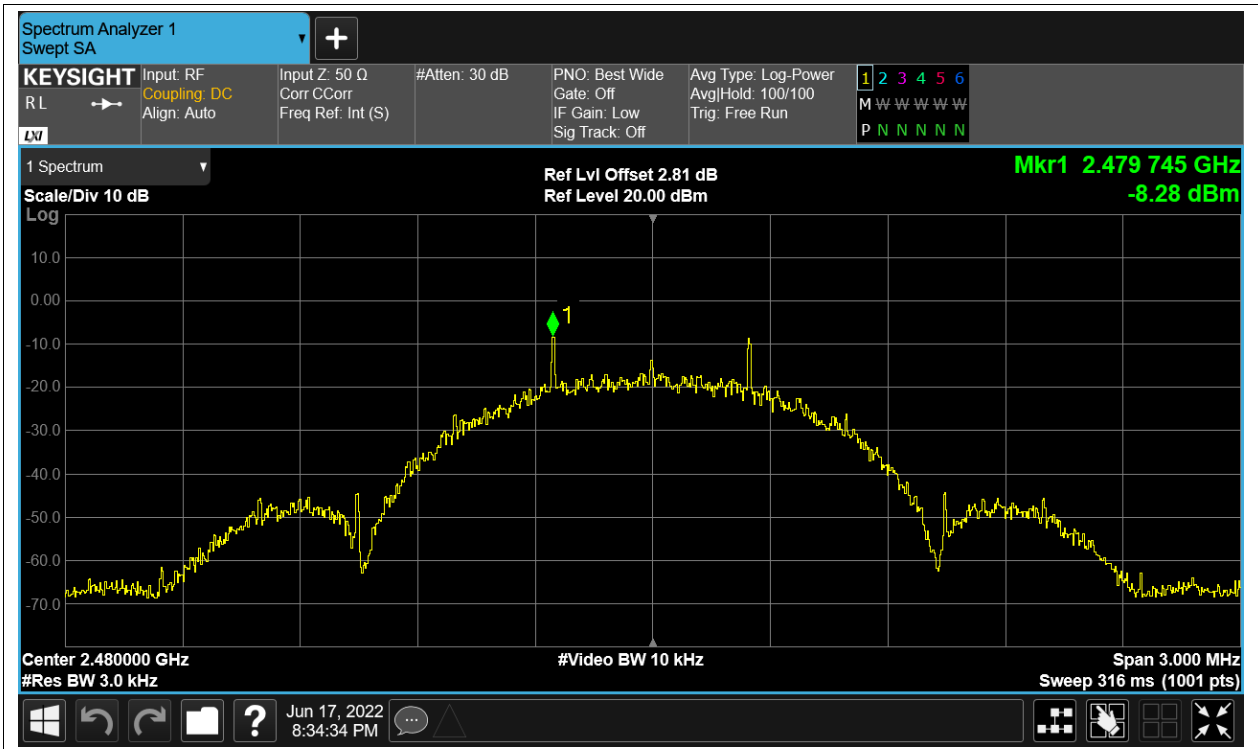 Spectrum Analyzer 1
Swept SA
KEYSIGHT
R L
LXI
Input: RF
Coupling: DC
Align: Auto
Input Z: 50 Ω
Corr CCorr
Freq Ref: Int (S)
#Atten: 30 dB
PNO: Best Wide
Gate: Off
IF Gain: Low
Sig Track: Off
Avg Type: Log-Power
Avg|Hold: 100/100
Trig: Free Run
1 2 3 4 5 6
M W W W W W
P N N N N N
1 Spectrum
Scale/Div 10 dB
Log
Ref Lvl Offset 2.81 dB
Ref Level 20.00 dBm
Mkr1 2.479 745 GHz
-8.28 dBm
10.0
0.00
1
-10.0
-20.0
-30.0
-40.0
-50.0
-60.0
-70.0
Center 2.480000 GHz
#Video BW 10 kHz
Span 3.000 MHz
#Res BW 3.0 kHz
Sweep 316 ms (1001 pts)
?
Jun 17, 2022
8:34:34 PM